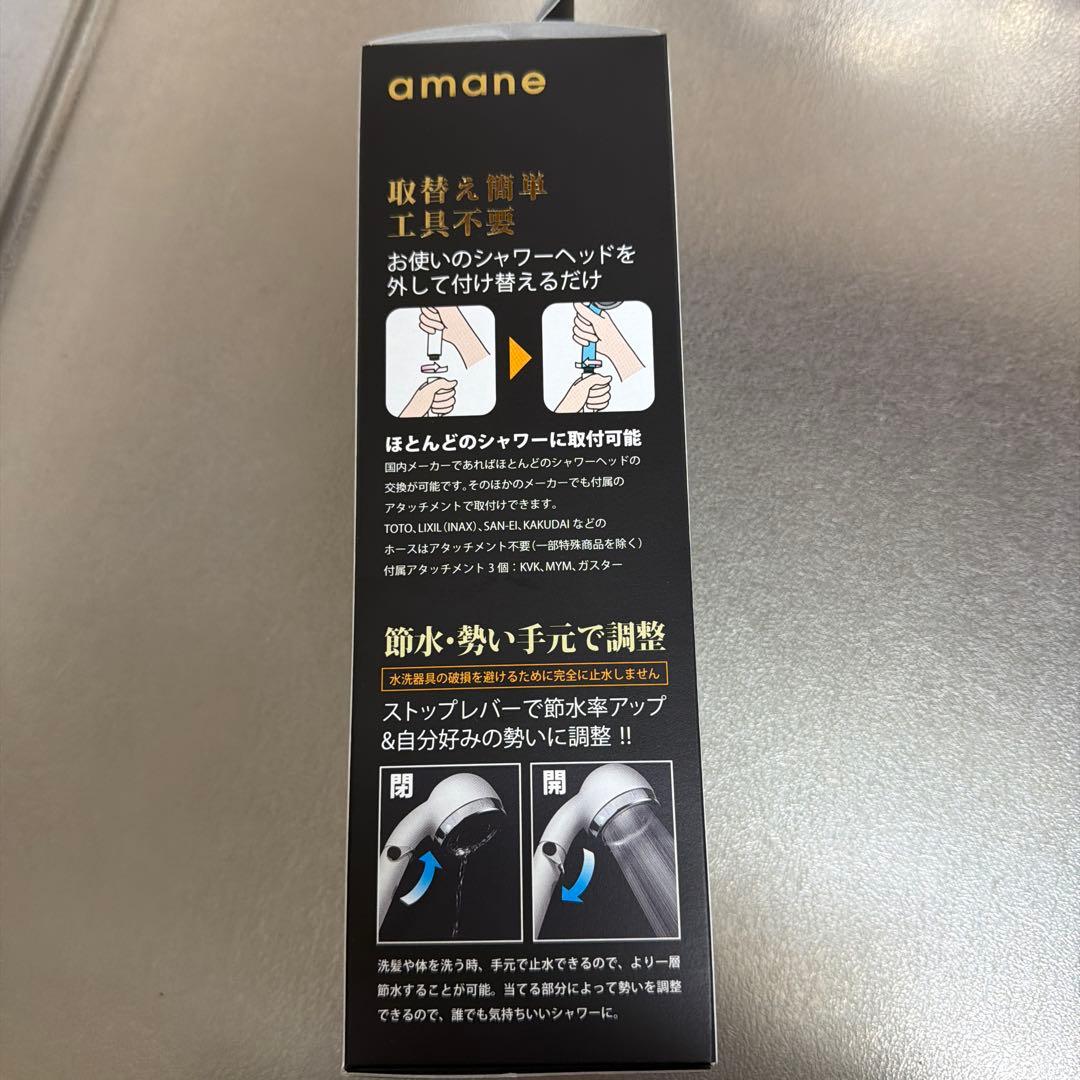 amane
取替え簡単
工具不要
お使いのシャワーヘッドを
外して付け替えるだけ
ほとんどのシャワーに取付可能
国内メーカーであればほとんどのシャワーヘッドの
交換が可能です。そのほかのメーカーでも付属の
アタッチメントで取付けできます。
TOTO、LIXIL（INAX）、SAN-EI、KAKUDAI などの
ホースはアタッチメント不要（一部特殊商品を除く）
付属アタッチメント3個：KVK、MYM、ガスター
節水・勢い手元で調整
水洗器具の破損を避けるために完全に止水しません
ストップレバーで節水率アップ
&自分好みの勢いに調整 !!
閉
開
洗髪や体を洗う時、手元で止水できるので、より一層
節水することが可能。当てる部分によって勢いを調整
できるので、誰でも気持ちいいシャワーに。